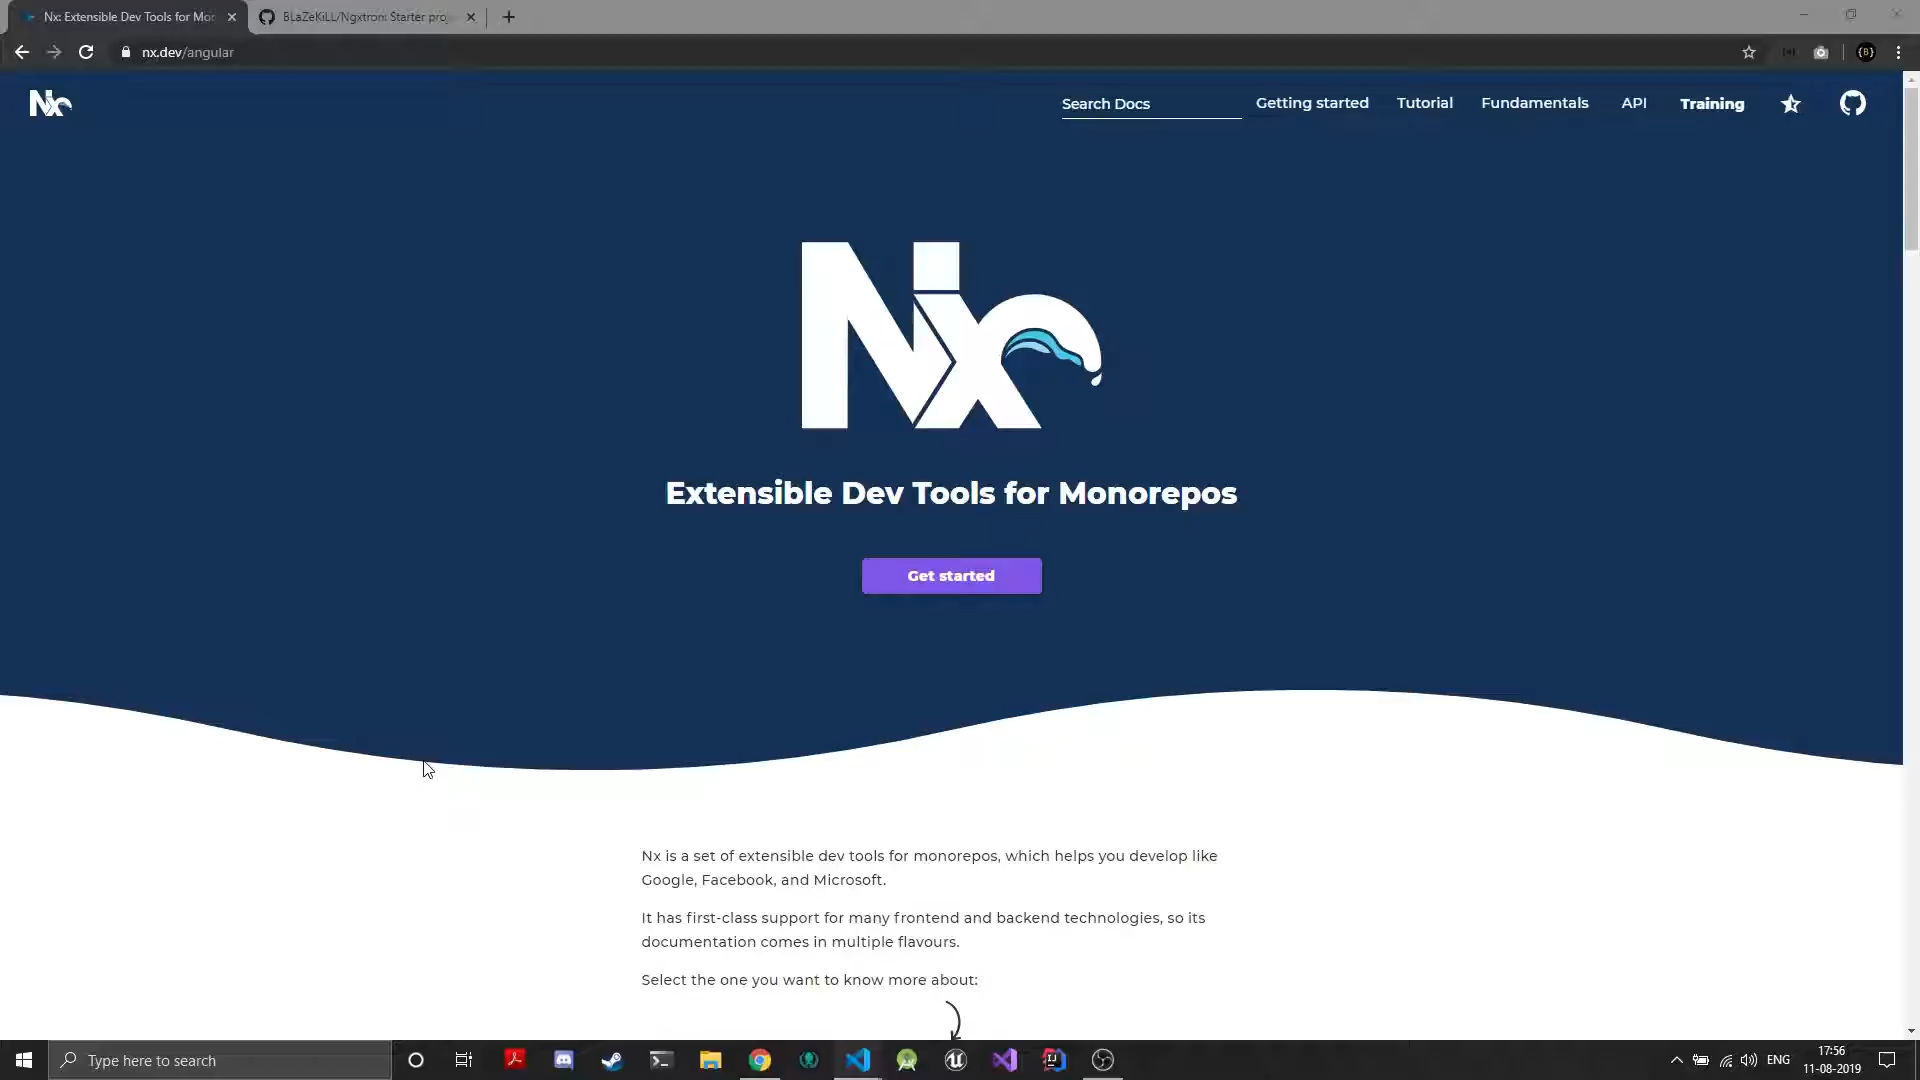 Nx: Extensible Dev Tools for Mor
BLaZeKiLL/Ngxtron: Starter pro
nx.dev/angular
Nx
Search Docs
Getting started
Tutorial
Fundamentals
API
Training
Nx
Extensible Dev Tools for Monorepos
Get started
Nx is a set of extensible dev tools for monorepos, which helps you develop like
Google, Facebook, and Microsoft.
It has first-class support for many frontend and backend technologies, so its
documentation comes in multiple flavours.
Select the one you want to know more about:
Type here to search
ENG
17:56
11-08-2019